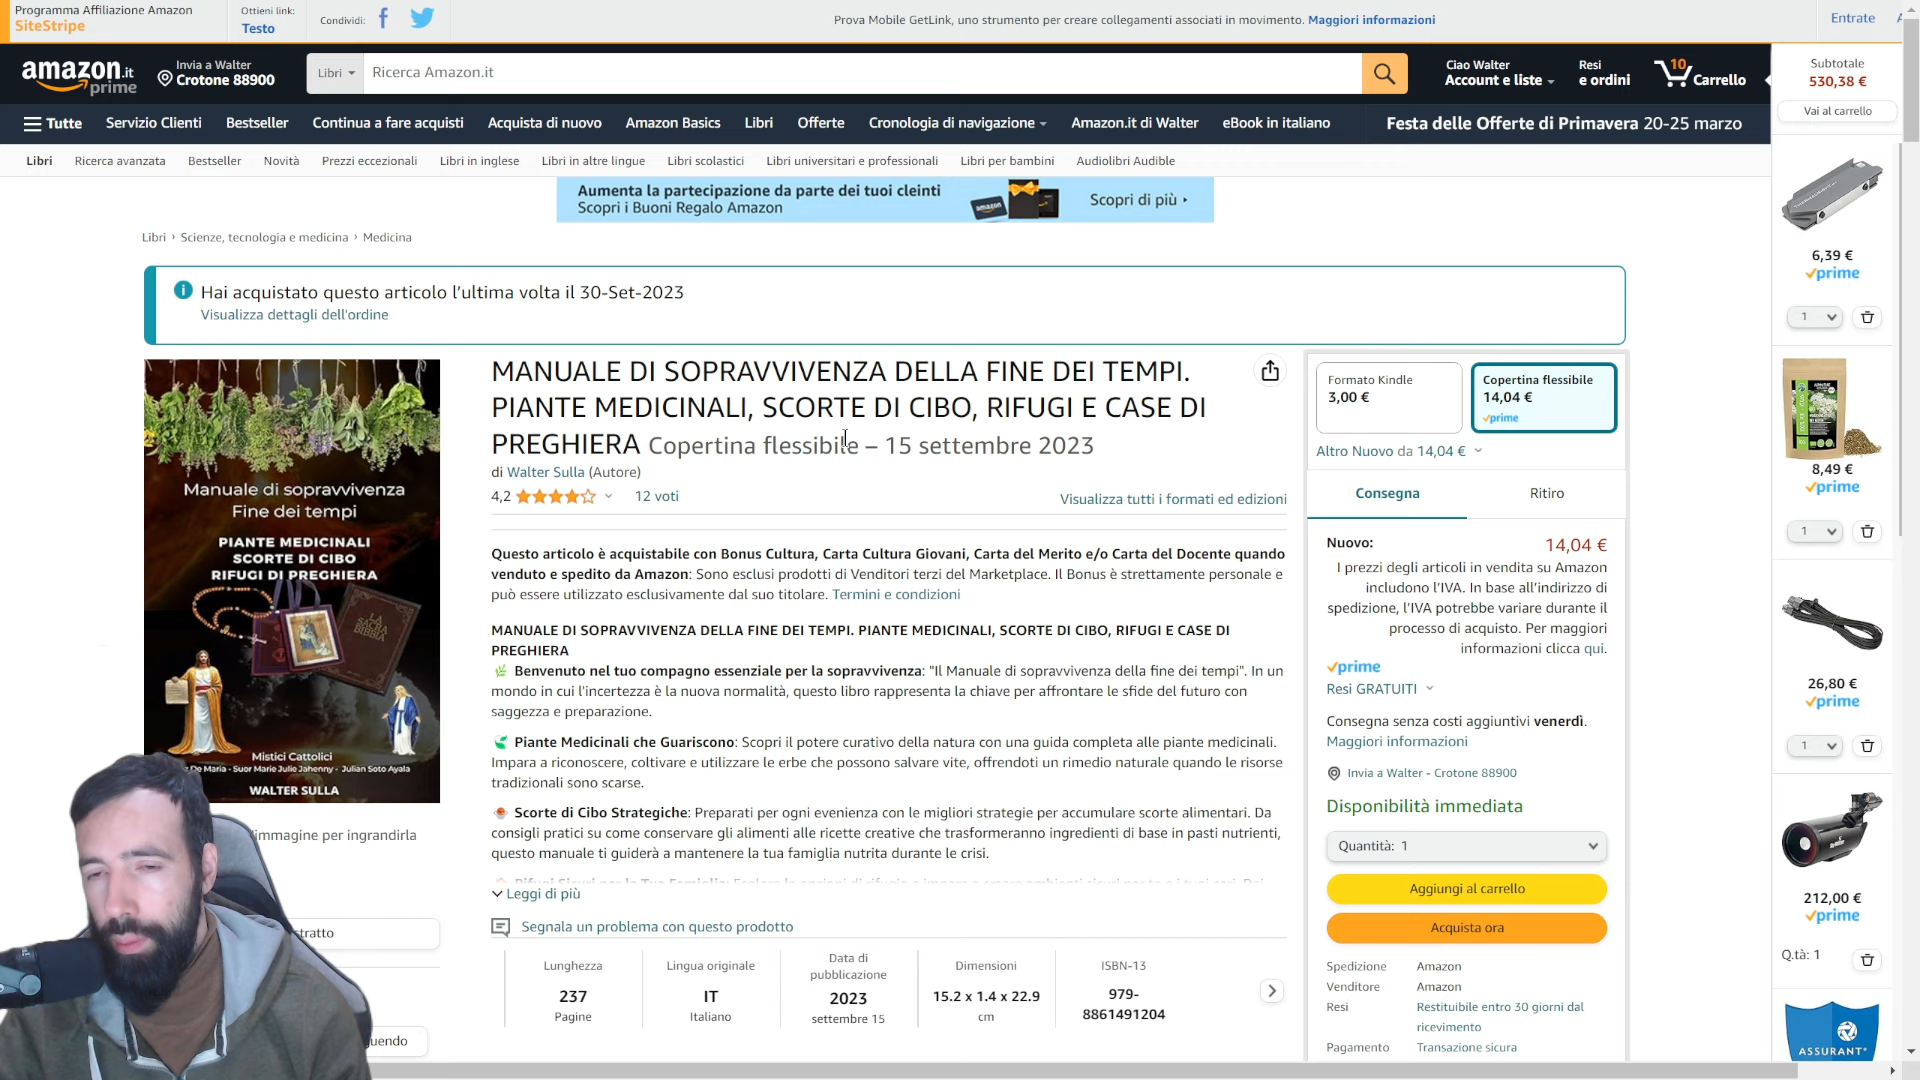 Programma Affiliazione Amazon
SiteStripe
Ottieni link:
Testo
Condividi:
Prova Mobile GetLink, uno strumento per creare collegamenti associati in movimento. Maggiori informazioni
Entrate
amazon.it
prime
Invia a Walter
Crotone 88900
Libri
Ricerca Amazon.it
Ciao Walter
Account e liste
Resi
e ordini
10
Carrello
Subtotale
530,38 €
Vai al carrello
Tutte
Servizio Clienti
Bestseller
Continua a fare acquisti
Acquista di nuovo
Amazon Basics
Libri
Offerte
Cronologia di navigazione
Amazon.it di Walter
eBook in italiano
Festa delle Offerte di Primavera 20-25 marzo
Libri
Ricerca avanzata
Bestseller
Novità
Prezzi eccezionali
Libri in inglese
Libri in altre lingue
Libri scolastici
Libri universitari e professionali
Libri per bambini
Audiolibri Audible
Aumenta la partecipazione da parte dei tuoi cleinti
Scopri i Buoni Regalo Amazon
amazon
Scopri di più
Libri › Scienze, tecnologia e medicina › Medicina
Hai acquistato questo articolo l'ultima volta il 30-Set-2023
Visualizza dettagli dell'ordine
Manuale di sopravvivenza
Fine dei tempi
PIANTE MEDICINALI
SCORTE DI CIBO
RIFUGI DI PREGHIERA
LA SACRA BIBBIA
Mistici Cattolici
z De Maria - Suor Marie Julie Jahenny - Julian Soto Ayala
WALTER SULLA
'immagine per ingrandirla
stratto
guendo
MANUALE DI SOPRAVVIVENZA DELLA FINE DEI TEMPI.
PIANTE MEDICINALI, SCORTE DI CIBO, RIFUGI E CASE DI
PREGHIERA Copertina flessibile – 15 settembre 2023
di Walter Sulla (Autore)
4,2
12 voti
Visualizza tutti i formati ed edizioni
Questo articolo è acquistabile con Bonus Cultura, Carta Cultura Giovani, Carta del Merito e/o Carta del Docente quando
venduto e spedito da Amazon: Sono esclusi prodotti di Venditori terzi del Marketplace. Il Bonus è strettamente personale e
può essere utilizzato esclusivamente dal suo titolare. Termini e condizioni
MANUALE DI SOPRAVVIVENZA DELLA FINE DEI TEMPI. PIANTE MEDICINALI, SCORTE DI CIBO, RIFUGI E CASE DI
PREGHIERA
Benvenuto nel tuo compagno essenziale per la sopravvivenza: "Il Manuale di sopravvivenza della fine dei tempi". In un
mondo in cui l'incertezza è la nuova normalità, questo libro rappresenta la chiave per affrontare le sfide del futuro con
saggezza e preparazione.
Piante Medicinali che Guariscono: Scopri il potere curativo della natura con una guida completa alle piante medicinali.
Impara a riconoscere, coltivare e utilizzare le erbe che possono salvare vite, offrendoti un rimedio naturale quando le risorse
tradizionali sono scarse.
Scorte di Cibo Strategiche: Preparati per ogni evenienza con le migliori strategie per accumulare scorte alimentari. Da
consigli pratici su come conservare gli alimenti alle ricette creative che trasformeranno ingredienti di base in pasti nutrienti,
questo manuale ti guiderà a mantenere la tua famiglia nutrita durante le crisi.
Leggi di più
Segnala un problema con questo prodotto
Lunghezza
237
Pagine
Lingua originale
IT
Italiano
Data di
pubblicazione
2023
settembre 15
Dimensioni
15.2 x 1.4 x 22.9
cm
ISBN-13
979-
8861491204
Formato Kindle
3,00 €
Copertina flessibile
14,04 €
prime
Altro Nuovo da 14,04 €
Consegna
Ritiro
Nuovo:
14,04 €
I prezzi degli articoli in vendita su Amazon
includono l'IVA. In base all'indirizzo di
spedizione, l'IVA potrebbe variare durante il
processo di acquisto. Per maggiori
informazioni clicca qui.
prime
Resi GRATUITI
Consegna senza costi aggiuntivi venerdì.
Maggiori informazioni
Invia a Walter - Crotone 88900
Disponibilità immediata
Quantità: 1
Aggiungi al carrello
Acquista ora
Spedizione Amazon
Venditore Amazon
Resi Restituibile entro 30 giorni dal
ricevimento
Pagamento Transazione sicura
6,39 €
prime
1
8,49 €
prime
1
26,80 €
prime
1
212,00 €
prime
Q.tà: 1
ASSURANT